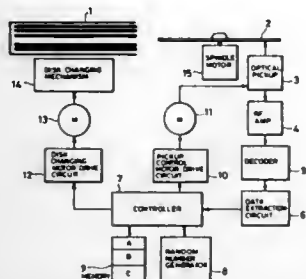 1
2
DISK CHANGING
MECHANISM
14
SPINDLE
MOTOR
15
OPTICAL
PICKUP
3
13
M
M
11
RF
AMP
4
DISK
CHANGING
MOTOR DRIVE
CIRCUIT
12
PICKUP
CONTROL
MOTOR DRIVE
CIRCUIT
10
DECODER
5
7
CONTROLLER
DATA
EXTRACTION
CIRCUIT
6
A
B
C
9
MEMORY
RANDOM
NUMBER
GENERATOR
8